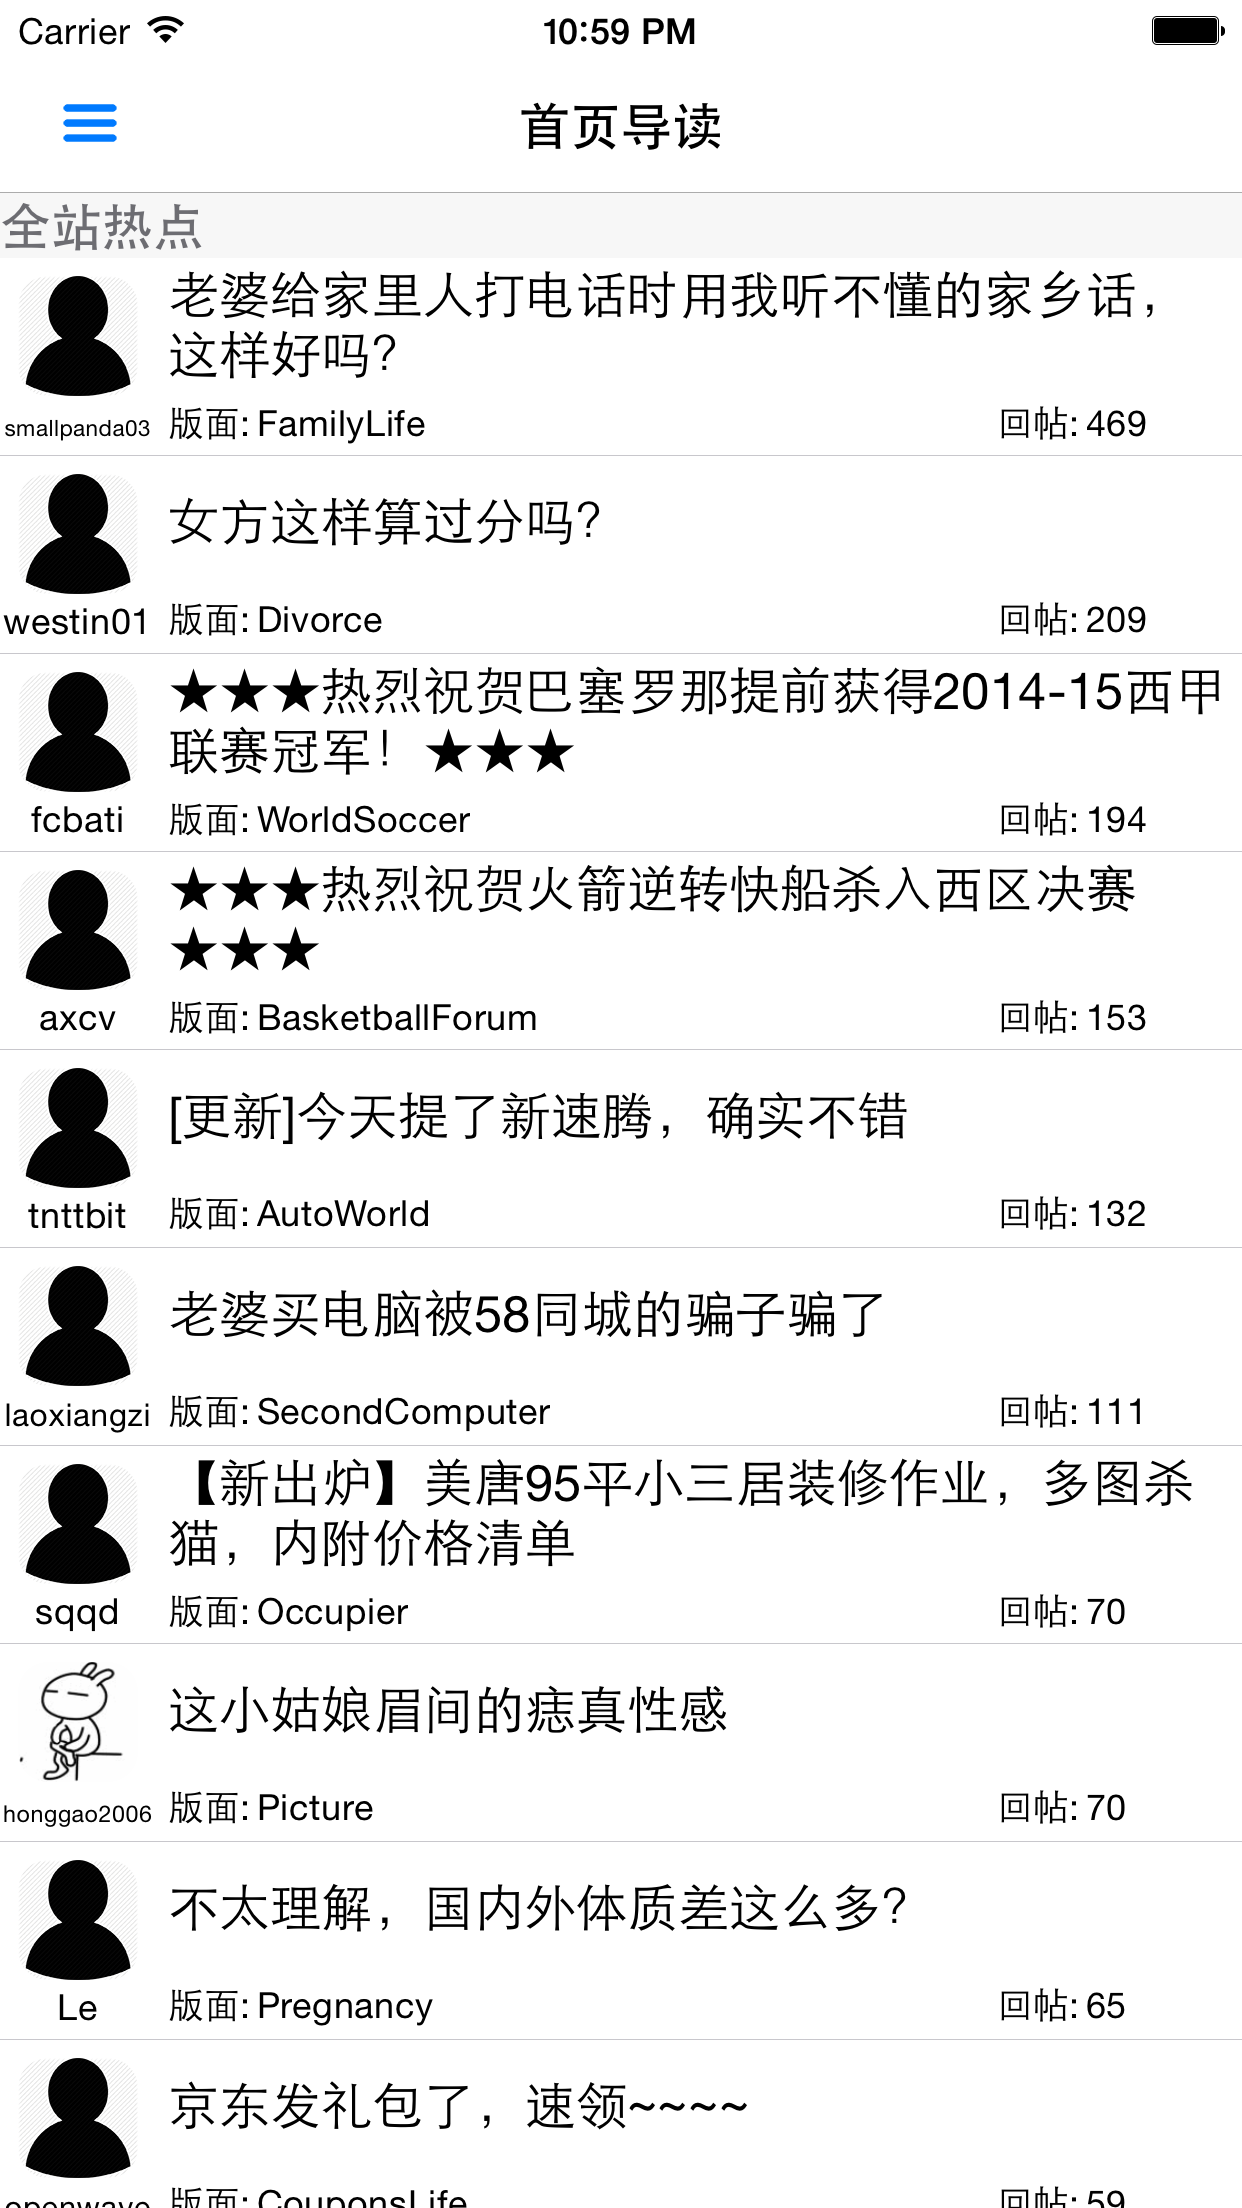 Carrier 10:59 PM
首页导读
全站热点
老婆给家里人打电话时用我听不懂的家乡话，
这样好吗？
smallpanda03 版面: FamilyLife 回帖: 469
女方这样算过分吗？
westin01 版面: Divorce 回帖: 209
★★★热烈祝贺巴塞罗那提前获得2014-15西甲
联赛冠军！★★★
fcbati 版面: WorldSoccer 回帖: 194
★★★热烈祝贺火箭逆转快船杀入西区决赛
★★★
axcv 版面: BasketballForum 回帖: 153
[更新]今天提了新速腾，确实不错
tnttbit 版面: AutoWorld 回帖: 132
老婆买电脑被58同城的骗子骗了
laoxiangzi 版面: SecondComputer 回帖: 111
【新出炉】美唐95平小三居装修作业，多图杀
猫，内附价格清单
sqqd 版面: Occupier 回帖: 70
这小姑娘眉间的痣真性感
honggao2006 版面: Picture 回帖: 70
不太理解，国内外体质差这么多？
Le 版面: Pregnancy 回帖: 65
京东发礼包了，速领~~~~
openwave 版面: CouponsLife 回帖: 59